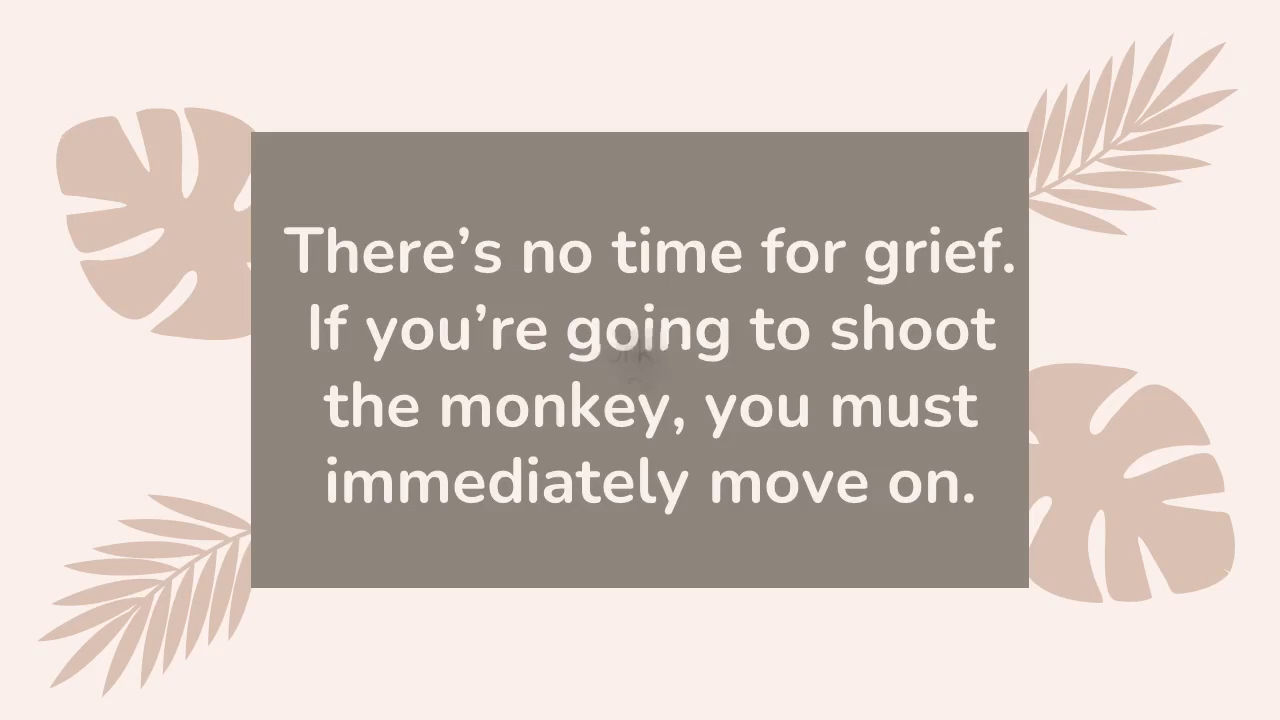 There’s no time for grief.
If you’re going to shoot
the monkey, you must
immediately move on.